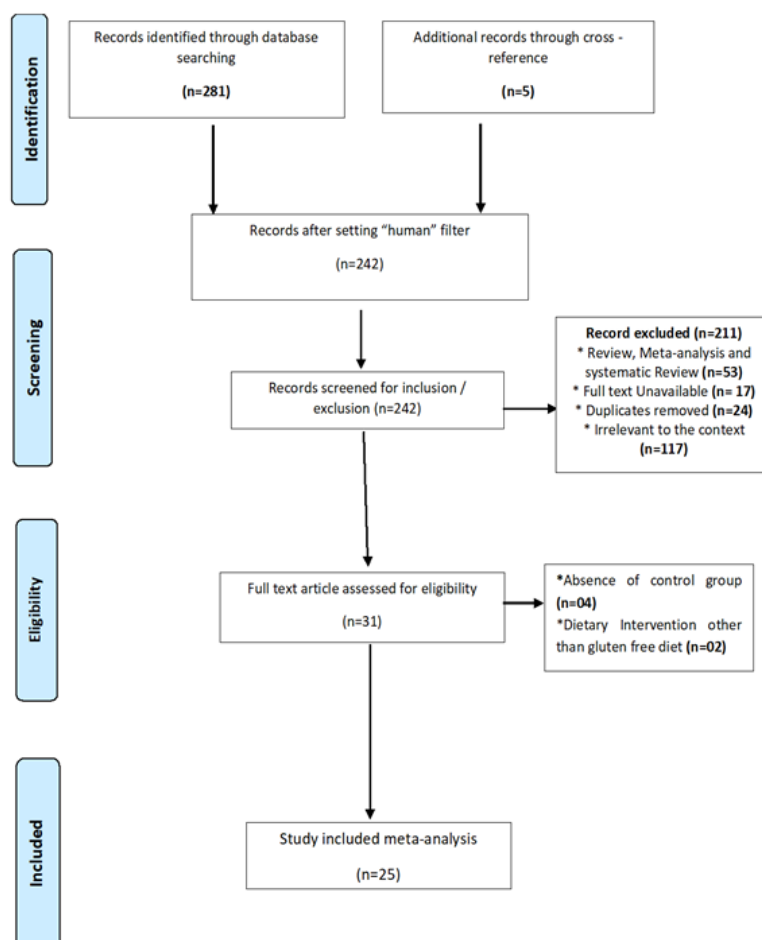 Identification
Records identified through database
searching
(n=281)
Additional records through cross -
reference
(n=5)
Records after setting “human” filter
(n=242)
Screening
Records screened for inclusion /
exclusion (n=242)
Record excluded (n=211)
* Review, Meta-analysis and
systematic Review (n=53)
* Full text Unavailable (n= 17)
* Duplicates removed (n=24)
* Irrelevant to the context
(n=117)
Eligibility
Full text article assessed for eligibility
(n=31)
*Absence of control group
(n=04)
*Dietary Intervention other
than gluten free diet (n=02)
Included
Study included meta-analysis
(n=25)